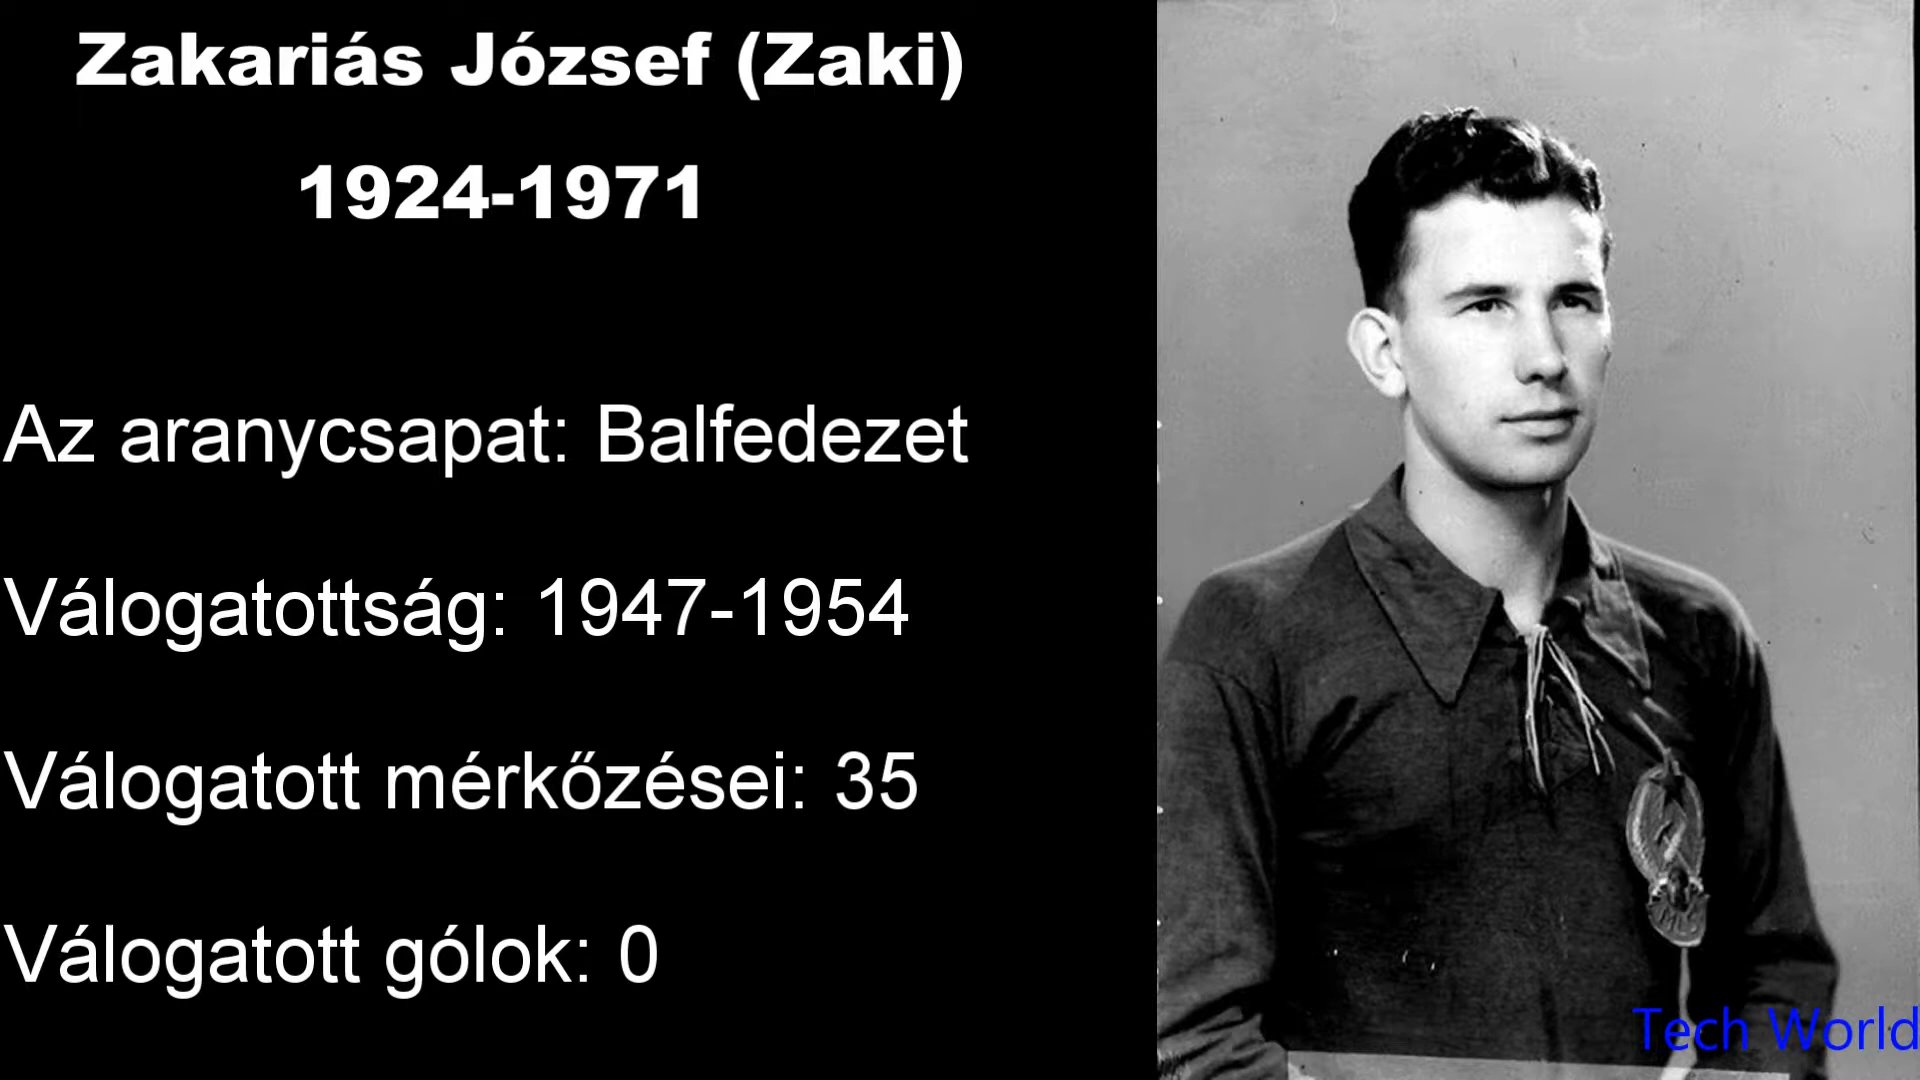 Zakariás József (Zaki)
1924-1971
Az aranycsapat: Balfedezet
Válogatottság: 1947-1954
Válogatott mérkőzései: 35
Válogatott gólok: 0
Tech World